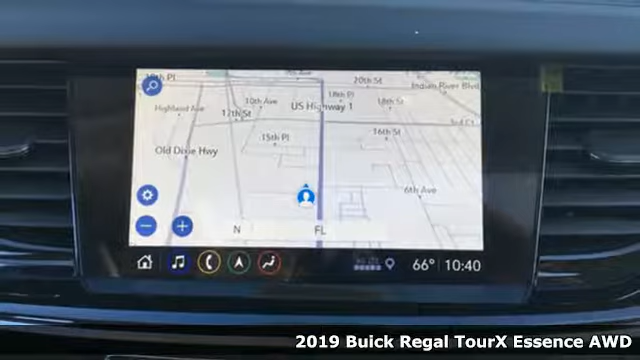 20th St
Indian River Blvd
Highland Ave
10th Ave
18th Pl
18th St
US Highway 1
12th St
15th Pl
16th St
Old Dixie Hwy
6th Ave
N
FL
66° 10:40
2019 Buick Regal TourX Essence AWD